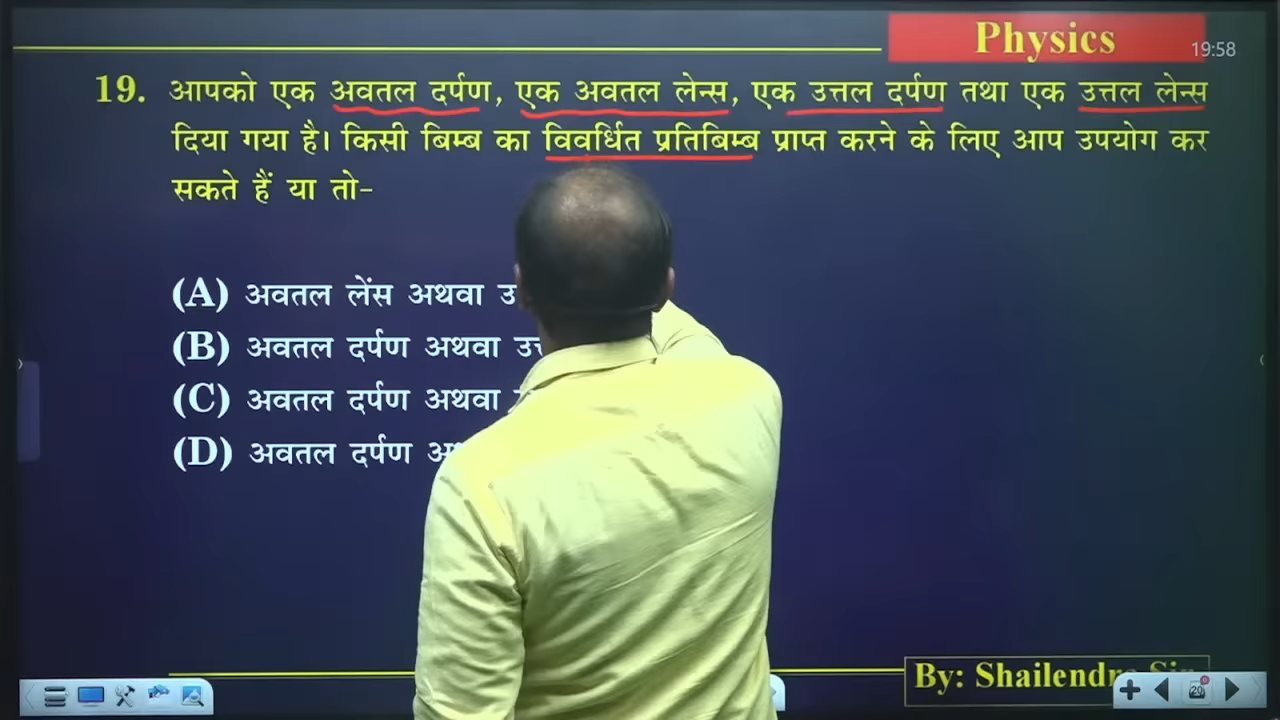 Physics
19:58
19. आपको एक अवतल दर्पण, एक अवतल लेन्स, एक उत्तल दर्पण तथा एक उत्तल लेन्स
दिया गया है। किसी बिम्ब का विवर्धित प्रतिबिम्ब प्राप्त करने के लिए आप उपयोग कर
सकते हैं या तो-
(A) अवतल लेंस अथवा
(B) अवतल दर्पण अथवा
(C) अवतल दर्पण अथवा
(D) अवतल दर्पण
By: Shailendra
20